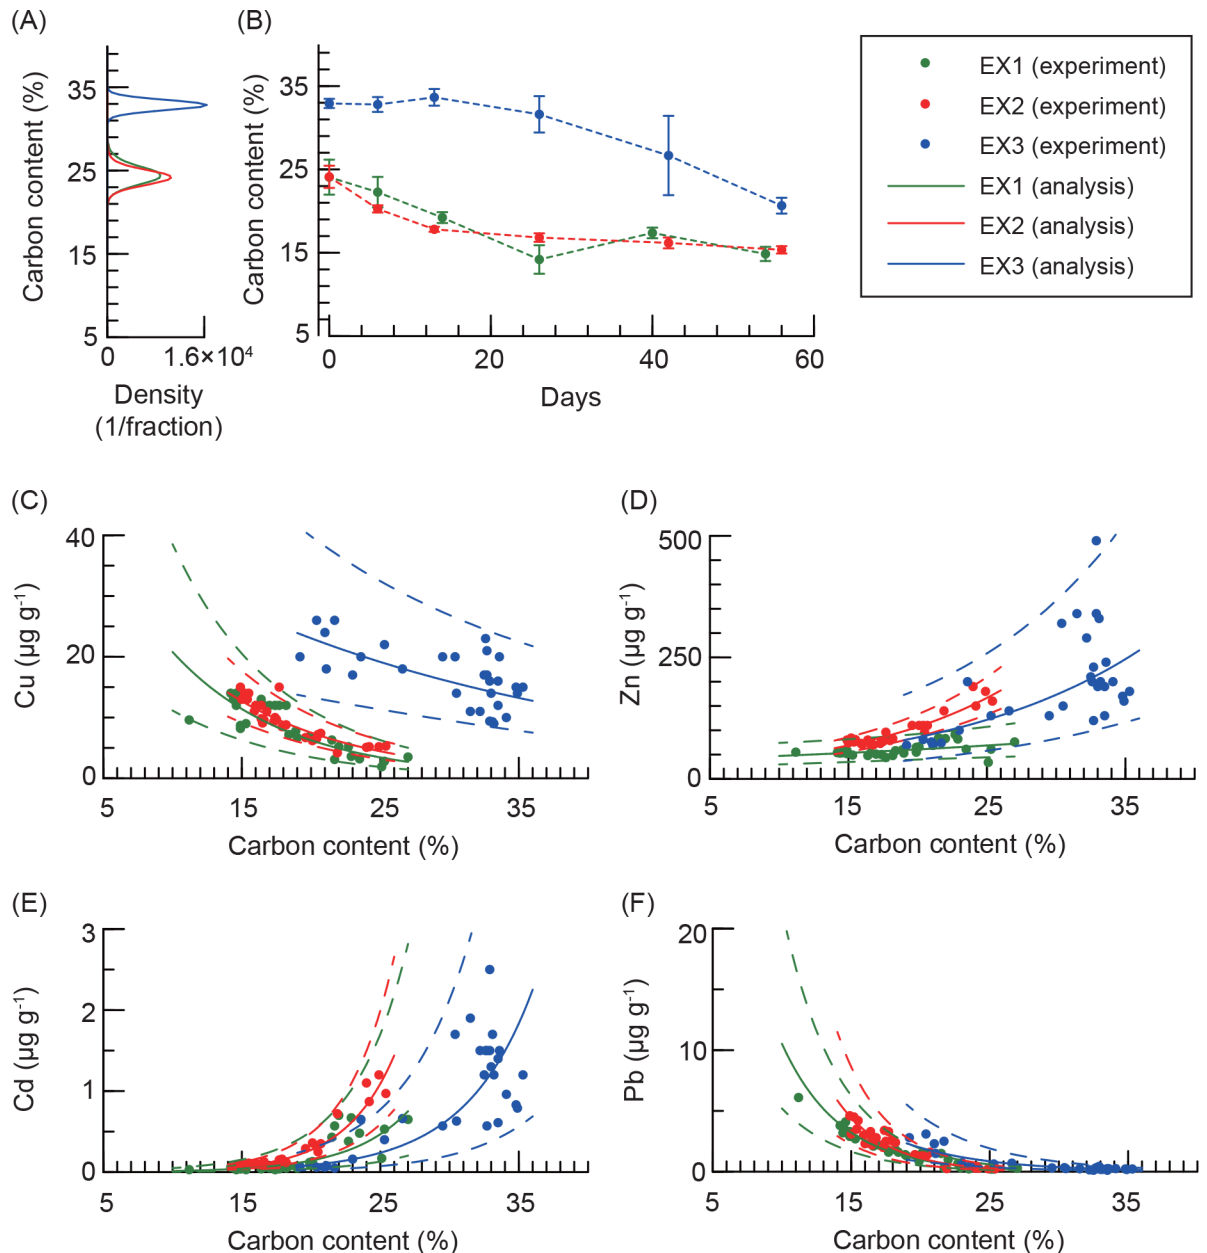 (A)
Carbon content (%)
35
25
15
5
0
1.6×10⁴
Density
(1/fraction)
(B)
Carbon content (%)
35
25
15
5
0
20
40
60
Days
EX1 (experiment)
EX2 (experiment)
EX3 (experiment)
EX1 (analysis)
EX2 (analysis)
EX3 (analysis)
(C)
Cu (µg g⁻¹)
40
20
0
5
15
25
35
Carbon content (%)
(D)
Zn (µg g⁻¹)
500
250
0
5
15
25
35
Carbon content (%)
(E)
Cd (µg g⁻¹)
3
2
1
0
5
15
25
35
Carbon content (%)
(F)
Pb (µg g⁻¹)
20
10
0
5
15
25
35
Carbon content (%)